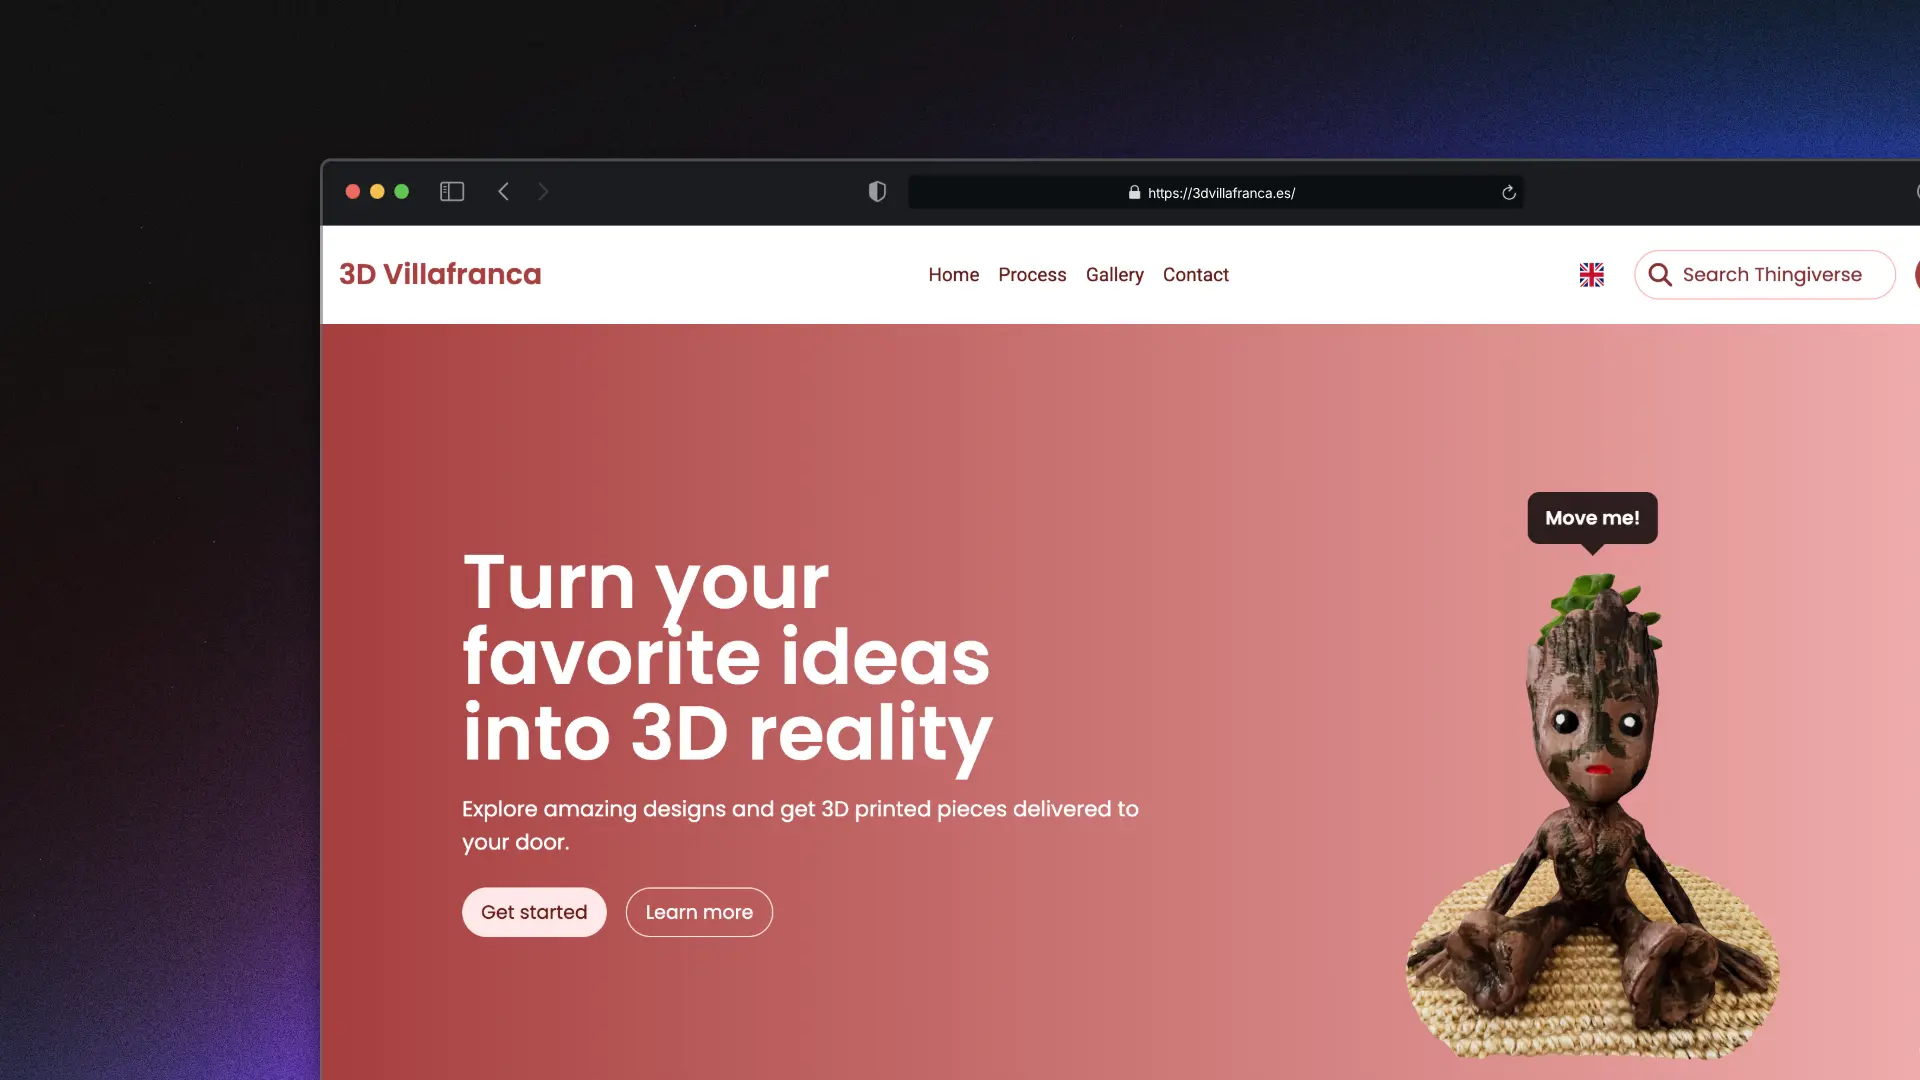 https://3dvillafranca.es/
3D Villafranca
Home Process Gallery Contact
Search Thingiverse
Move me!
Turn your
favorite ideas
into 3D reality
Explore amazing designs and get 3D printed pieces delivered to
your door.
Get started
Learn more